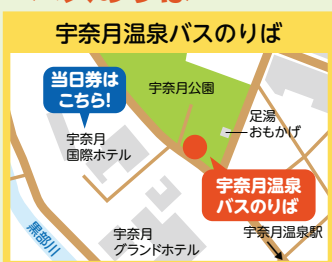 宇奈月温泉バスのりば
当日券は
こちら!
宇奈月公園
足湯
おもかげ
宇奈月
国際ホテル
宇奈月温泉
バスのりば
宇奈月温泉駅
黒部川
宇奈月
グランドホテル